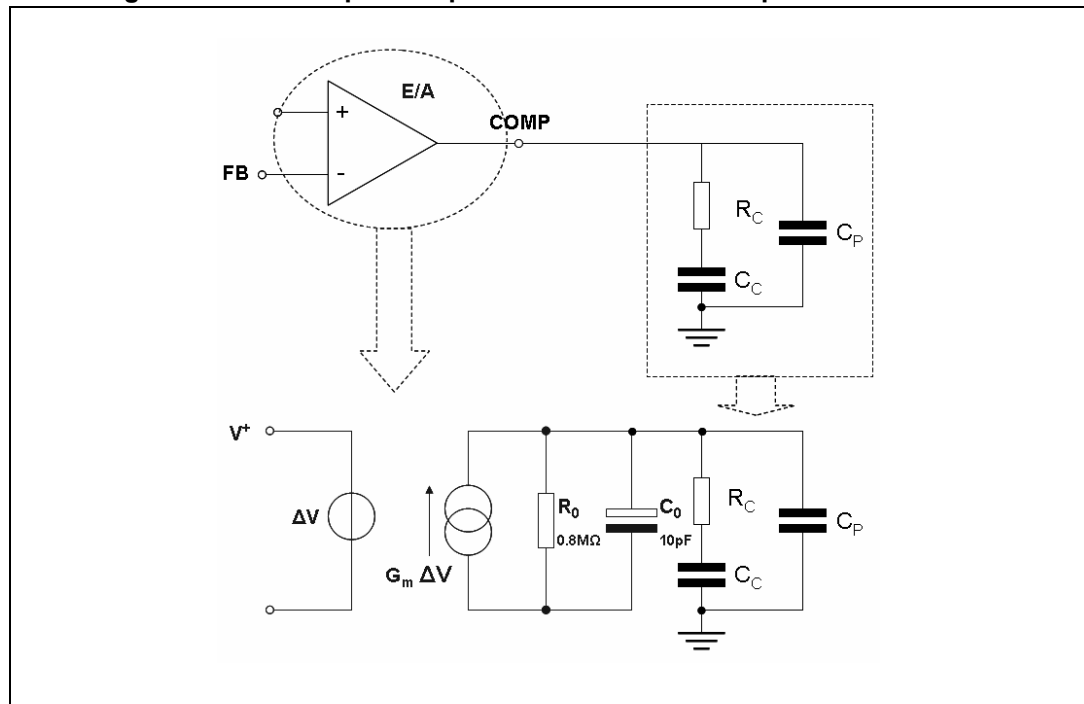 E/A
+
COMP
FB
-
R_C
C_P
C_C
V⁺
ΔV
G_m ΔV
R_0
0.8MΩ
C_0
10pF
R_C
C_P
C_C